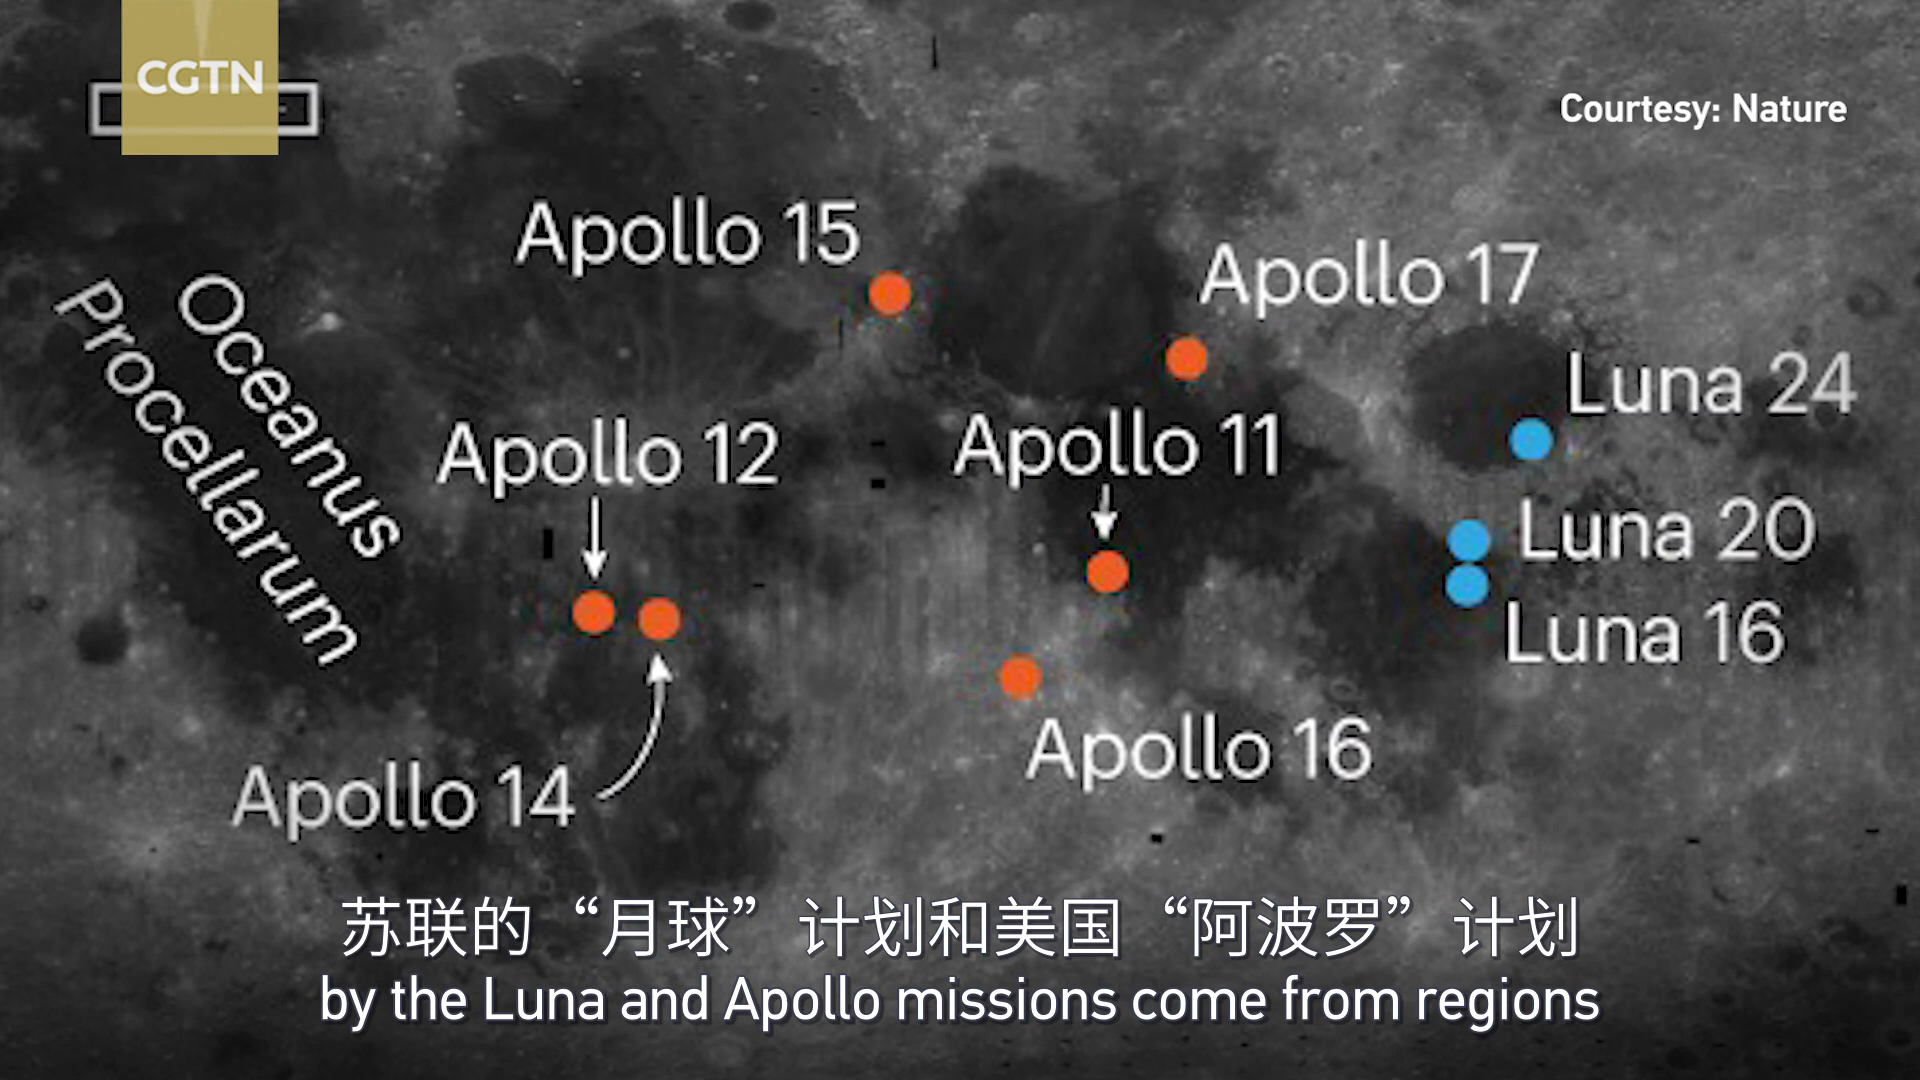 CGTN
Courtesy: Nature
Apollo 15
Apollo 17
Oceanus
Procellarum
Luna 24
Apollo 12
Apollo 11
Luna 20
Luna 16
Apollo 16
Apollo 14
苏联的“月球”计划和美国“阿波罗”计划
by the Luna and Apollo missions come from regions